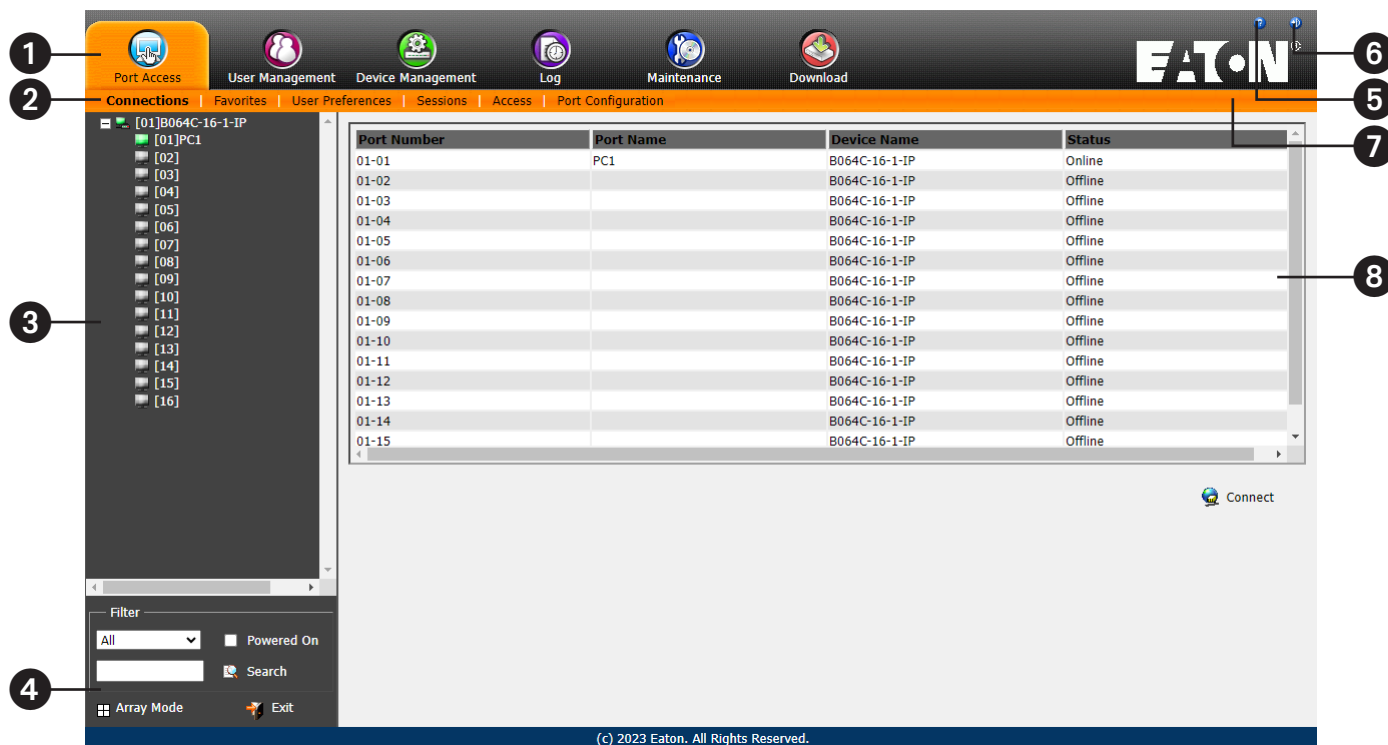 1
Port Access
User Management
Device Management
Log
Maintenance
Download
EATON
®
6
5
2
Connections | Favorites | User Preferences | Sessions | Access | Port Configuration
7
[01]B064C-16-1-IP
[01]PC1
[02]
[03]
[04]
[05]
[06]
[07]
[08]
[09]
[10]
[11]
[12]
[13]
[14]
[15]
[16]
3
Port Number Port Name Device Name Status
01-01 PC1 B064C-16-1-IP Online
01-02 B064C-16-1-IP Offline
01-03 B064C-16-1-IP Offline
01-04 B064C-16-1-IP Offline
01-05 B064C-16-1-IP Offline
01-06 B064C-16-1-IP Offline
01-07 B064C-16-1-IP Offline
01-08 B064C-16-1-IP Offline
01-09 B064C-16-1-IP Offline
01-10 B064C-16-1-IP Offline
01-11 B064C-16-1-IP Offline
01-12 B064C-16-1-IP Offline
01-13 B064C-16-1-IP Offline
01-14 B064C-16-1-IP Offline
01-15 B064C-16-1-IP Offline
8
Connect
Filter
All Powered On
Search
4
Array Mode Exit
(c) 2023 Eaton. All Rights Reserved.